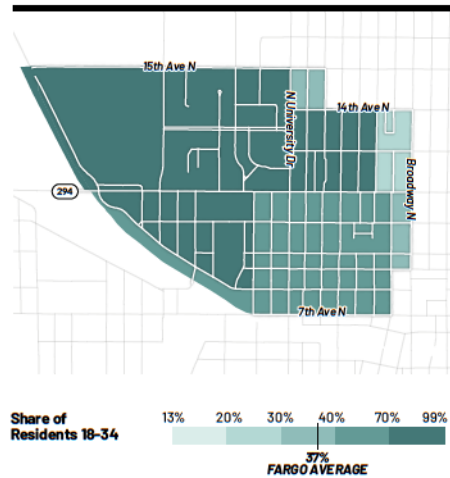 15th Ave N
14th Ave N
N University Dr
Broadway N
294
7th Ave N
Share of
Residents 18-34
13% 20% 30% 40% 70% 99%
37%
FARGO AVERAGE